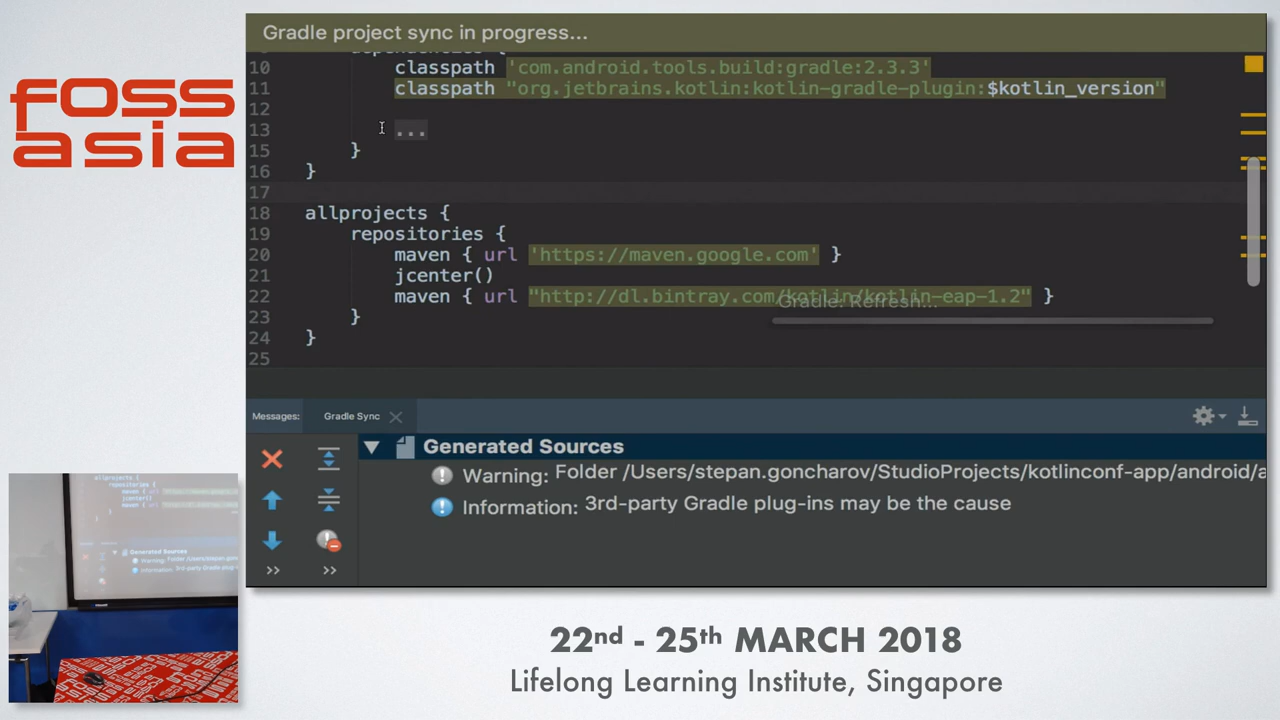 foss
asia
Gradle project sync in progress...
10 classpath 'com.android.tools.build:gradle:2.3.3'
11 classpath "org.jetbrains.kotlin:kotlin-gradle-plugin:$kotlin_version"
12
13 ...
15 }
16 }
17
18 allprojects {
19 repositories {
20 maven { url 'https://maven.google.com' }
21 jcenter()
22 maven { url "http://dl.bintray.com/kotlin/kotlin-eap-1.2" }
Gradle: Refresh...
23 }
24 }
25
Messages: Gradle Sync
Generated Sources
Warning: Folder /Users/stepan.goncharov/StudioProjects/kotlinconf-app/android/a
Information: 3rd-party Gradle plug-ins may be the cause
22nd - 25th MARCH 2018
Lifelong Learning Institute, Singapore